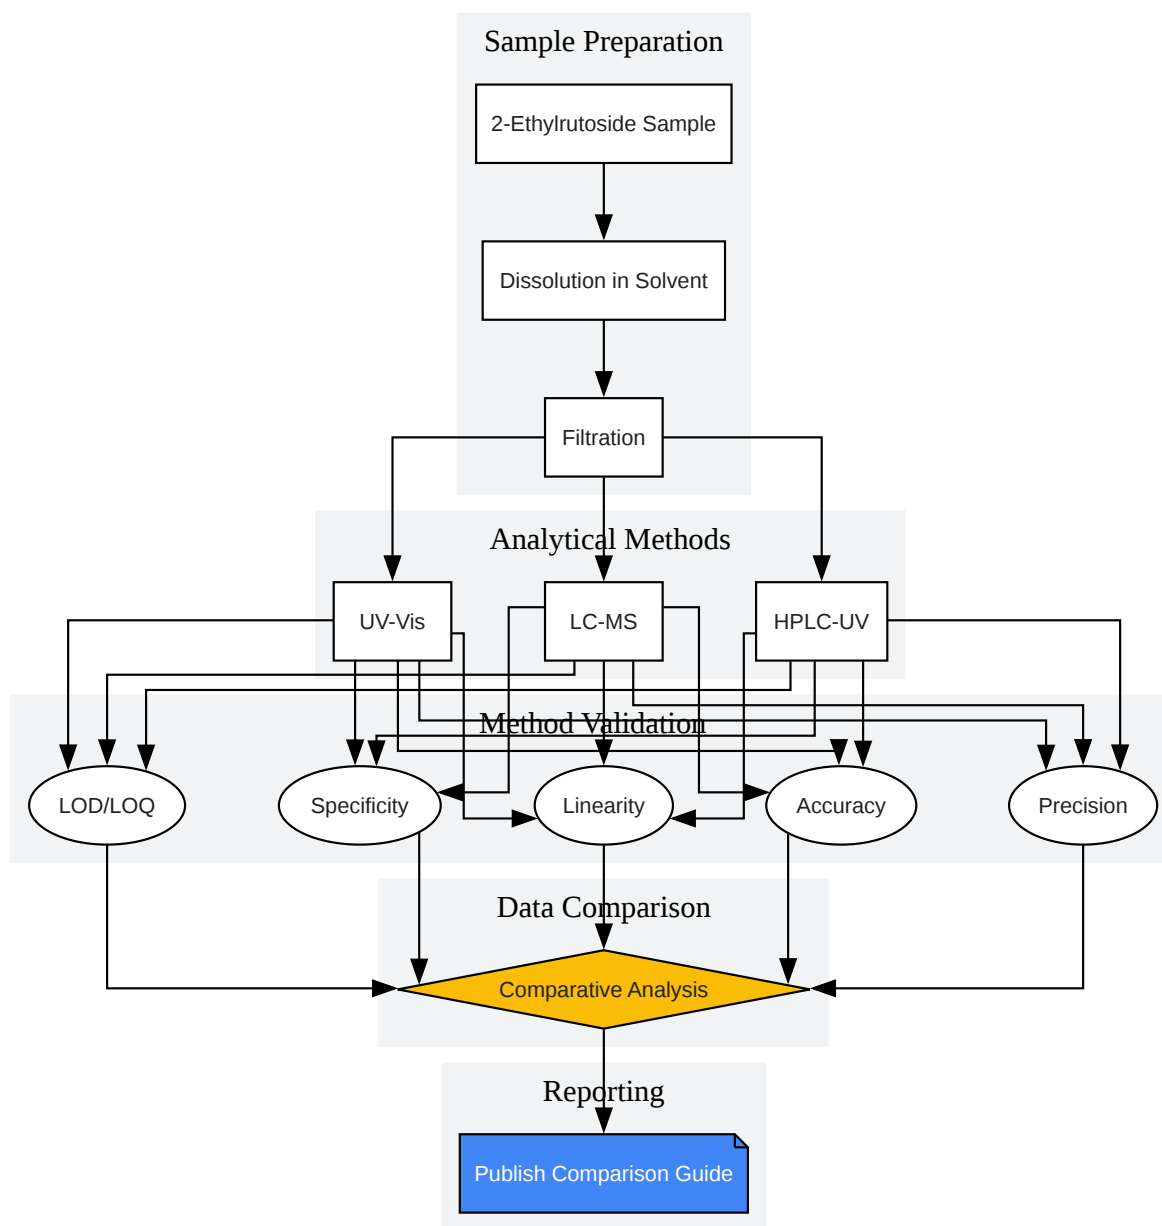 Sample Preparation
2-Ethylrutoside Sample
Dissolution in Solvent
Filtration
Analytical Methods
UV-Vis
LC-MS
HPLC-UV
Method Validation
LOD/LOQ
Specificity
Linearity
Accuracy
Precision
Data Comparison
Comparative Analysis
Reporting
Publish Comparison Guide